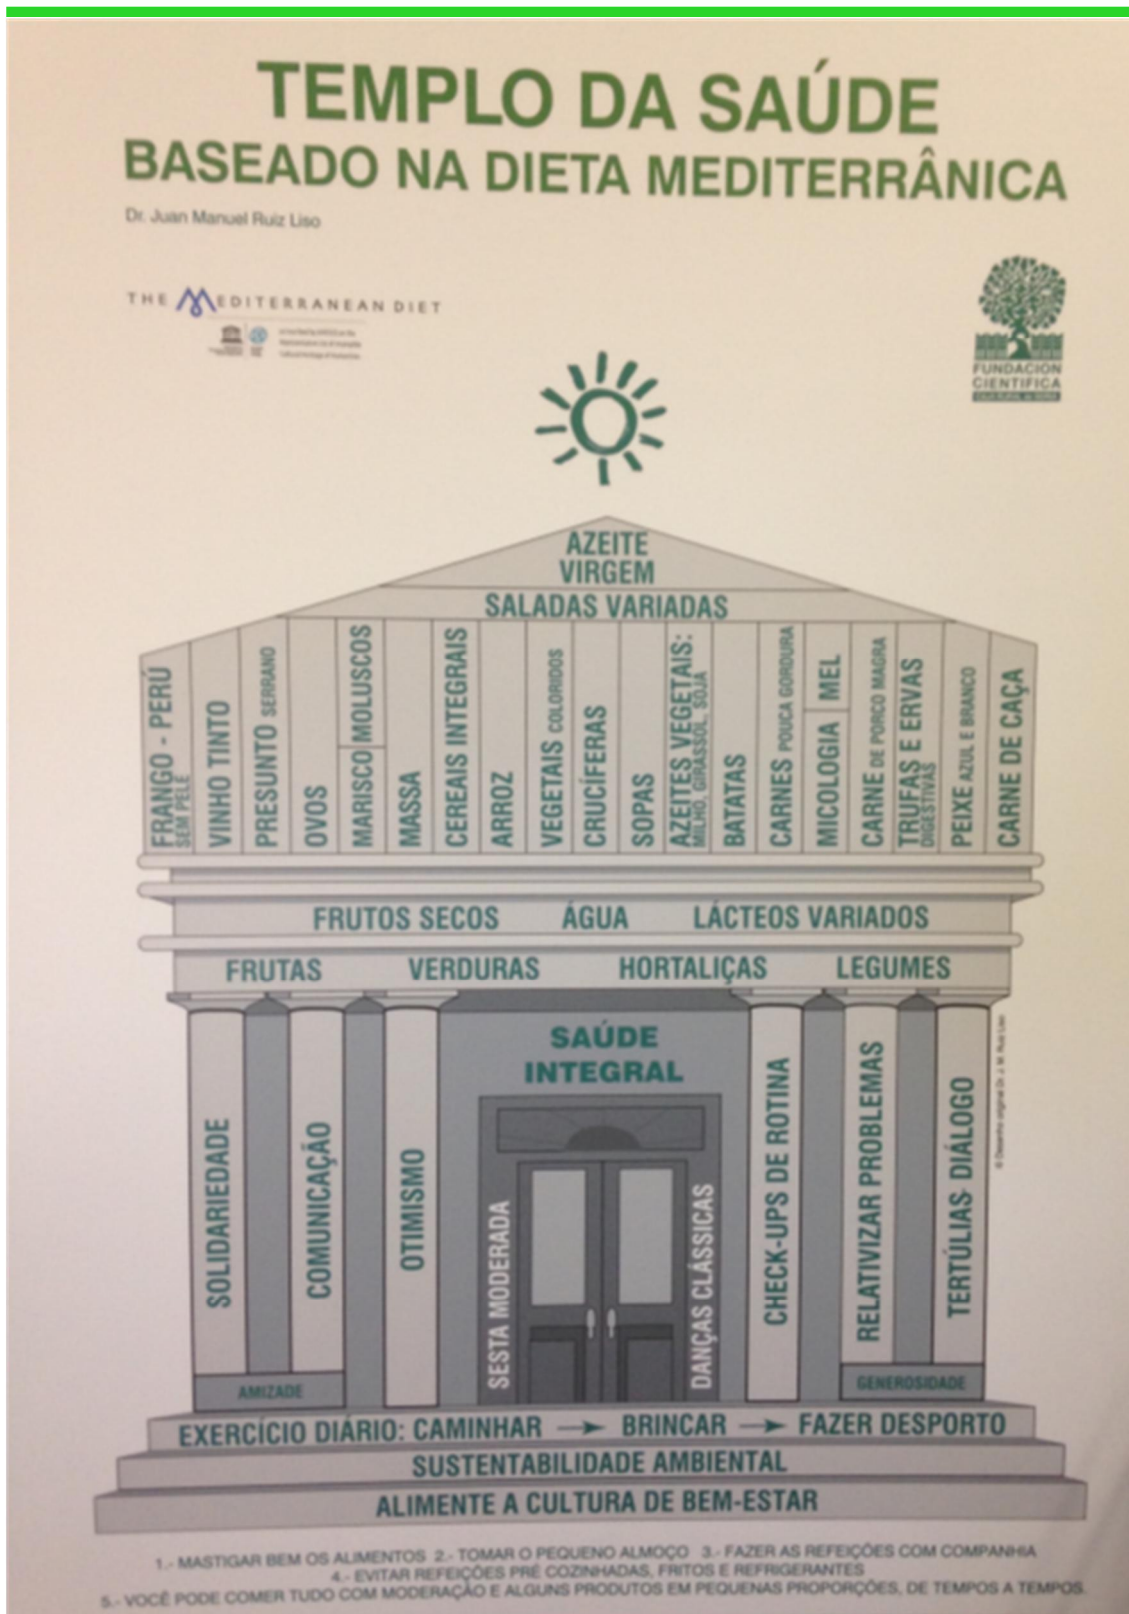 TEMPLO DA SAÚDE
BASEADO NA DIETA MEDITERRÂNICA
Dr. Juan Manuel Ruiz Liso
THE MEDITERRANEAN DIET
FUNDACION
CIENTIFICA
AZEITE
VIRGEM
SALADAS VARIADAS
FRANGO - PERÚ
SEM PELE
VINHO TINTO
PRESUNTO SERRANO
OVOS
MARISCO MOLUSCOS
MASSA
CEREAIS INTEGRAIS
ARROZ
VEGETAIS COLORIDOS
CRUCÍFERAS
SOPAS
AZEITES VEGETAIS:
MILHO, GIRASSOL, SOJA
BATATAS
CARNES POUCA GORDURA
MICOLOGIA MEL
CARNE DE PORCO MAGRA
TRUFAS E ERVAS
DIGESTIVAS
PEIXE AZUL E BRANCO
CARNE DE CAÇA
FRUTOS SECOS ÁGUA LÁCTEOS VARIADOS
FRUTAS VERDURAS HORTALIÇAS LEGUMES
SAÚDE
INTEGRAL
SOLIDARIEDADE
COMUNICAÇÃO
OTIMISMO
SESTA MODERADA
DANÇAS CLÁSSICAS
CHECK-UPS DE ROTINA
RELATIVIZAR PROBLEMAS
TERTÚLIAS- DIÁLOGO
© Desenho original Dr. J. M. Ruiz Liso
AMIZADE
GENEROSIDADE
EXERCÍCIO DIÁRIO: CAMINHAR → BRINCAR → FAZER DESPORTO
SUSTENTABILIDADE AMBIENTAL
ALIMENTE A CULTURA DE BEM-ESTAR
1.- MASTIGAR BEM OS ALIMENTOS 2.- TOMAR O PEQUENO ALMOÇO 3.- FAZER AS REFEIÇÕES COM COMPANHIA
4.- EVITAR REFEIÇÕES PRÉ COZINHADAS, FRITOS E REFRIGERANTES
5.- VOCÊ PODE COMER TUDO COM MODERAÇÃO E ALGUNS PRODUTOS EM PEQUENAS PROPORÇÕES, DE TEMPOS A TEMPOS.